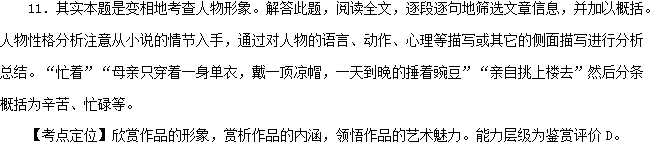 11．其实本题是变相地考查人物形象。解答此题，阅读全文，逐段逐句地筛选文章信息，并加以概括。
人物性格分析注意从小说的情节入手，通过对人物的语言、动作、心理等描写或其它的侧面描写进行分析
总结。“忙着”“母亲只穿着一身单衣，戴一顶凉帽，一天到晚的捶着豌豆”“亲自挑上楼去”然后分条
概括为辛苦、忙碌等。
【考点定位】欣赏作品的形象，赏析作品的内涵，领悟作品的艺术魅力。能力层级为鉴赏评价 D。